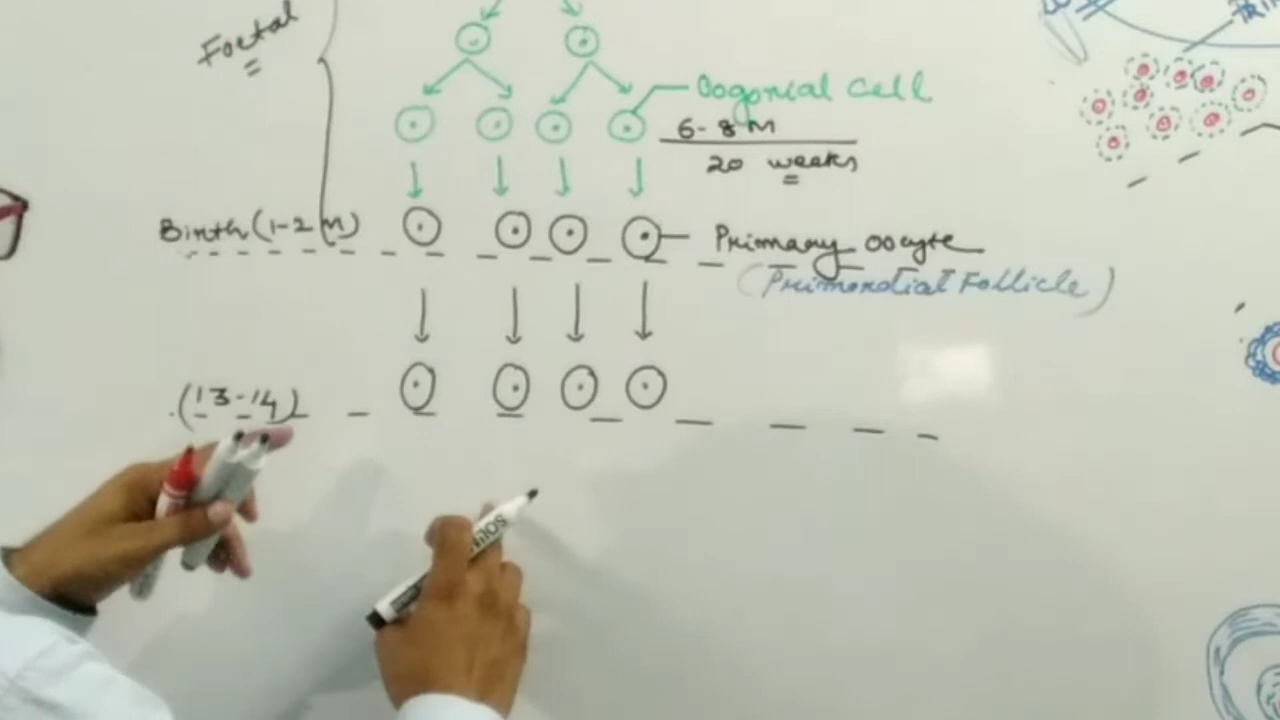 Foetal
Oogonial cell
6-8 M
20 weeks
Birth (1-2 M)
Primary oocyte
(Primordial Follicle)
(13-14)